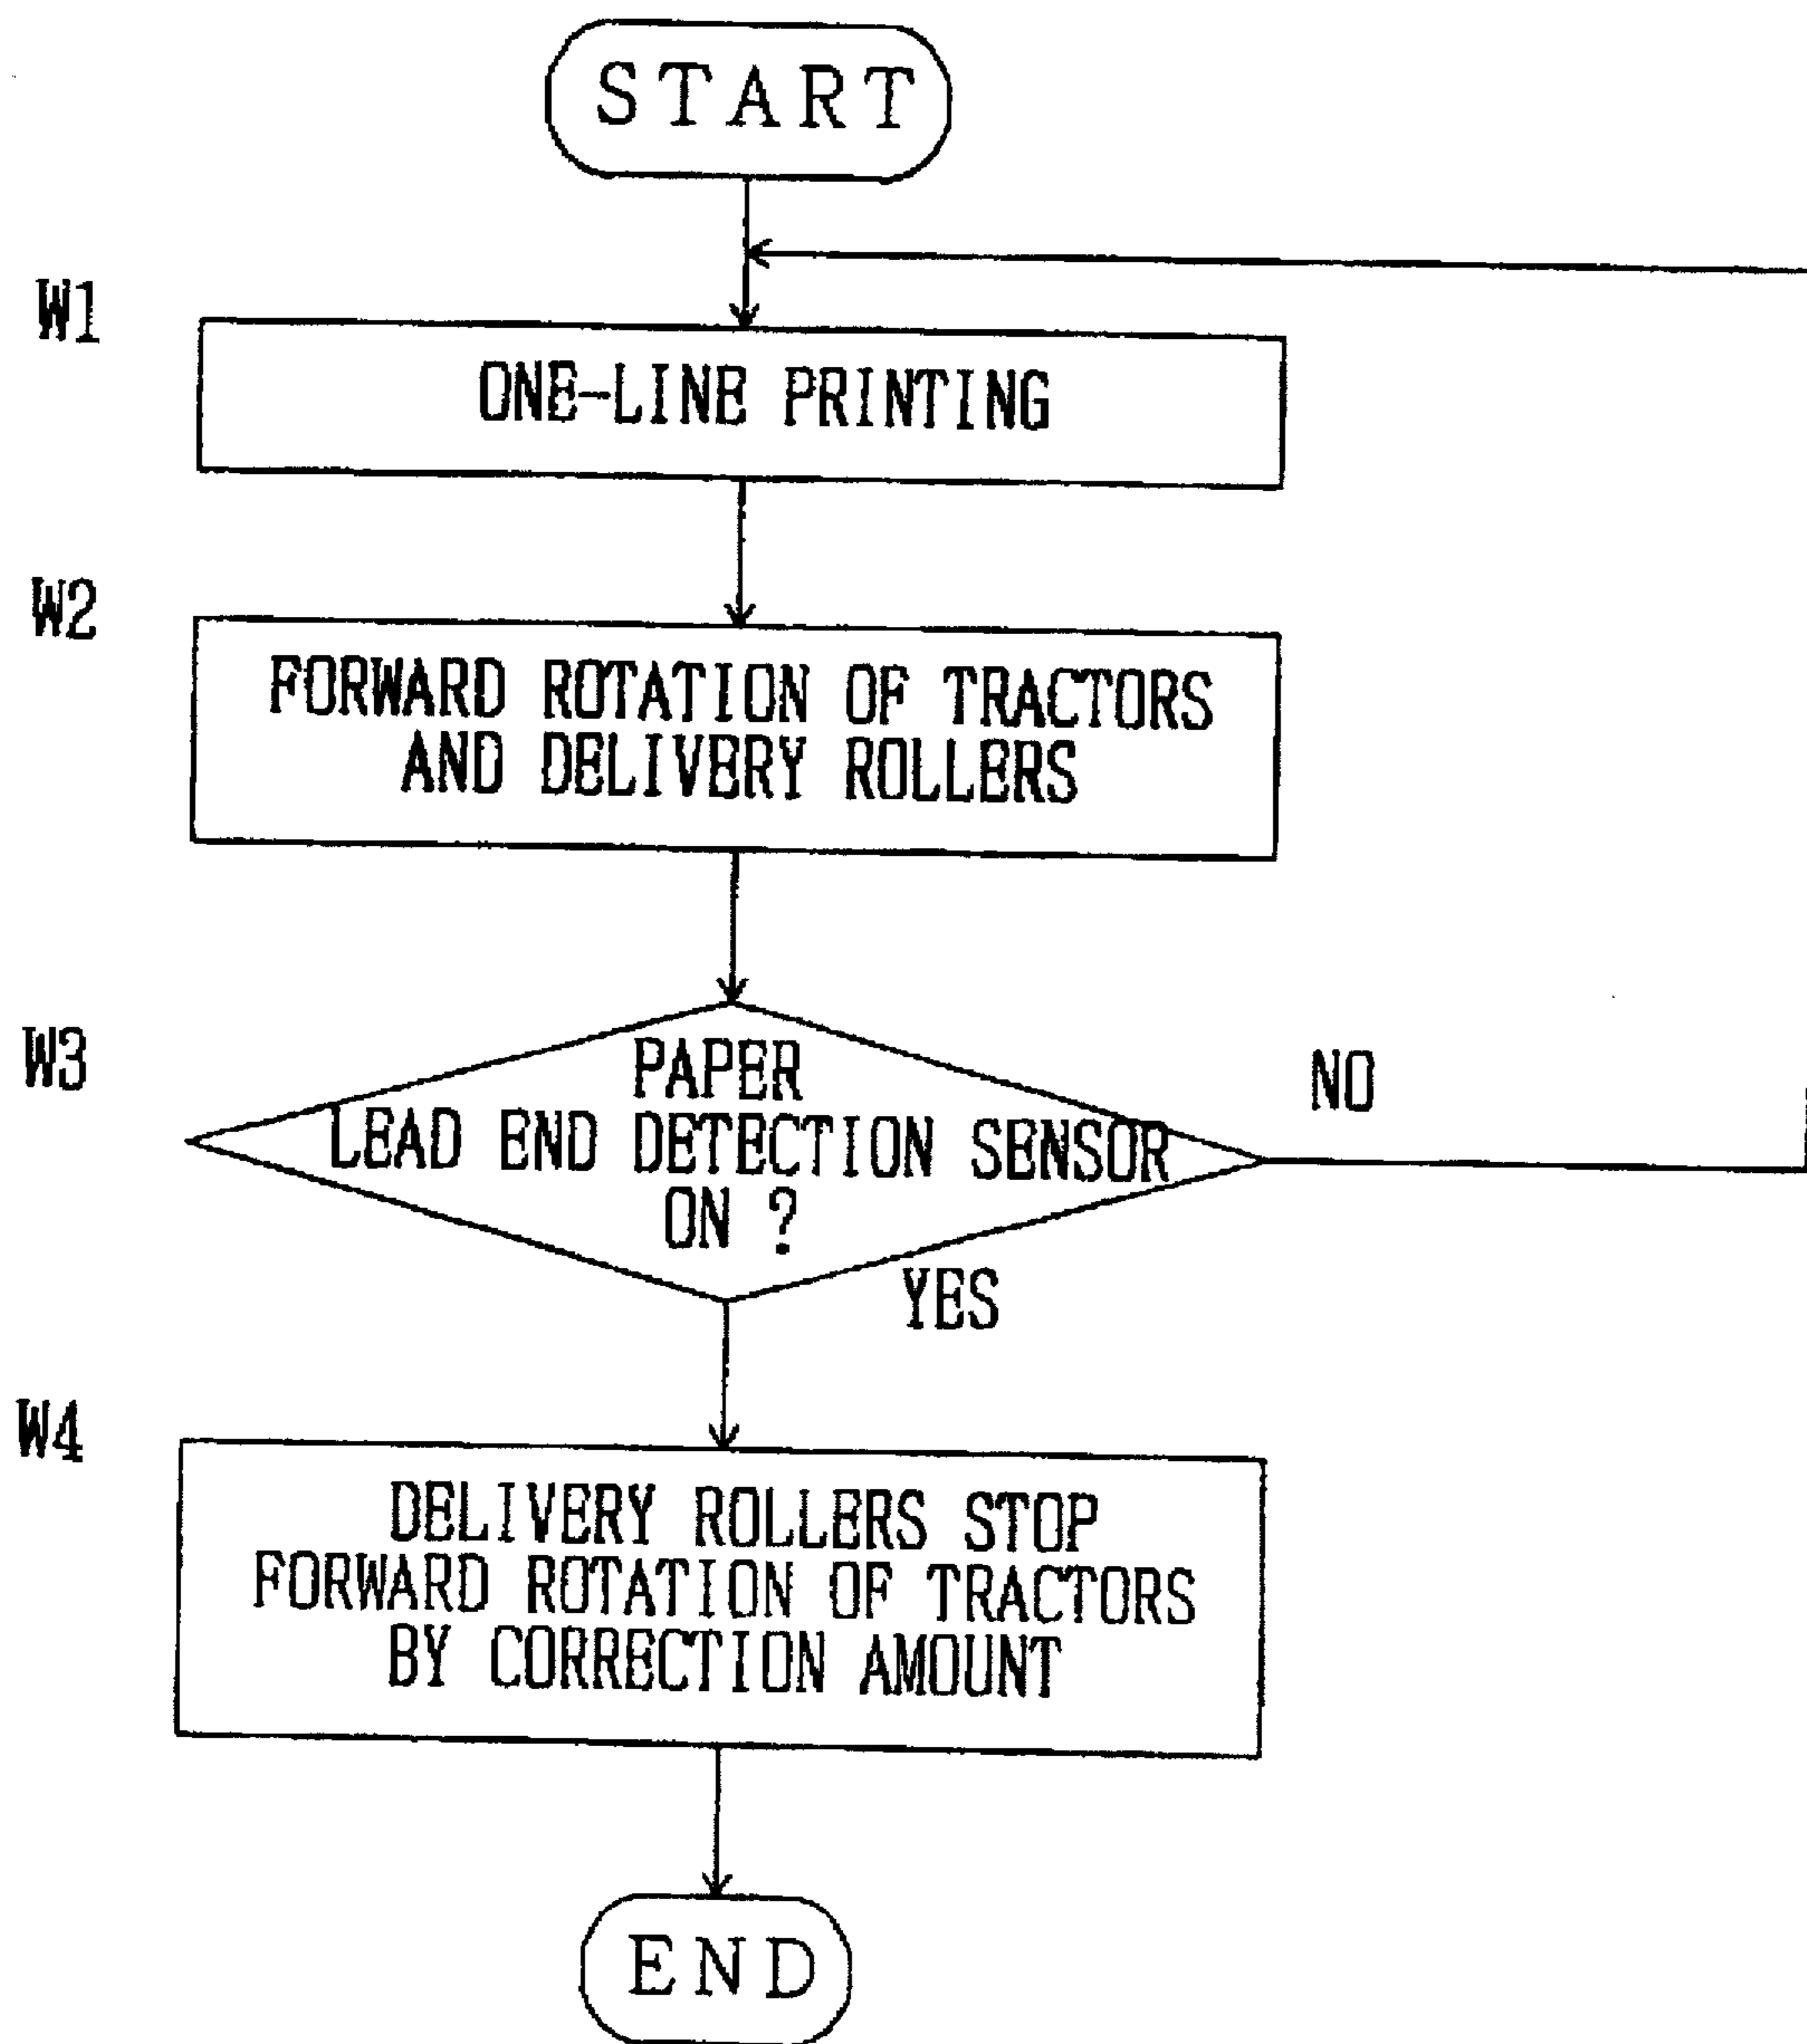 START
W1
ONE-LINE PRINTING
W2
FORWARD ROTATION OF TRACTORS
AND DELIVERY ROLLERS
W3
PAPER
LEAD END DETECTION SENSOR
ON ?
NO
YES
W4
DELIVERY ROLLERS STOP
FORWARD ROTATION OF TRACTORS
BY CORRECTION AMOUNT
END